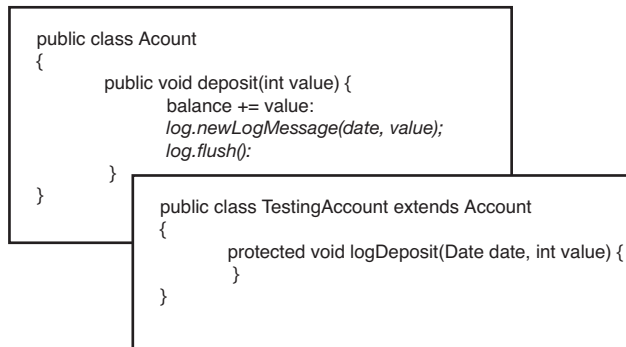 public class Acount
{
public void deposit(int value) {
balance += value:
log.newLogMessage(date, value);
log.flush():
}
}
public class TestingAccount extends Account
{
protected void logDeposit(Date date, int value) {
}
}